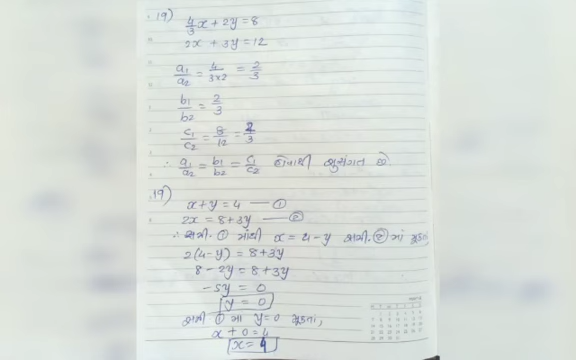 19) 4/3 x + 2y = 8
2x + 3y = 12
a₁/a₂ = 4/3×2 = 2/3
b₁/b₂ = 2/3
c₁/c₂ = 8/12 = 2/3
∴ a₁/a₂ = b₁/b₂ = c₁/c₂ હોવાથી સુસંગત છે.
19)
x + y = 4 — ①
2x = 8 + 3y — ②
∴ સમી. ① માંથી x = 4 - y સમી. ② માં મૂકતાં,
2(4 - y) = 8 + 3y
8 - 2y = 8 + 3y
-5y = 0
y = 0
સમી ① માં y = 0 મૂકતાં,
x + 0 = 4
x = 4